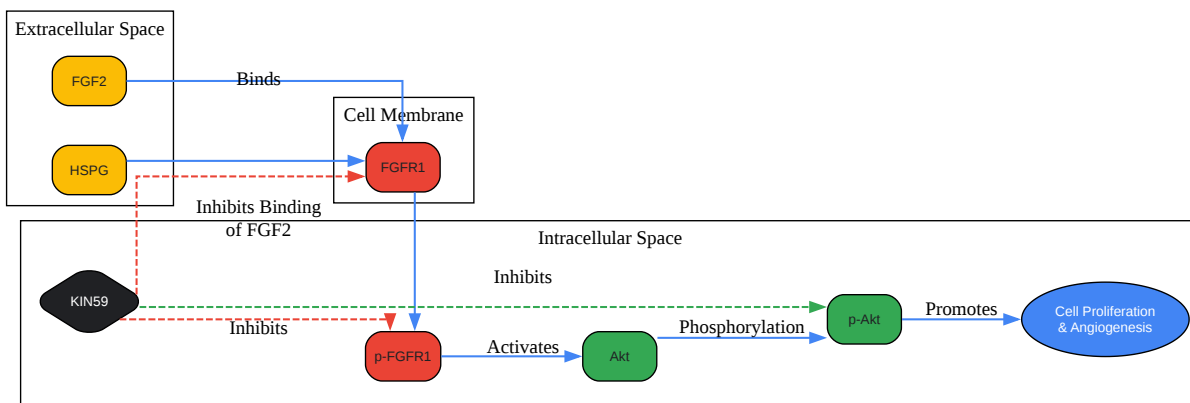 Extracellular Space
FGF2
Binds
Cell Membrane
HSPG
FGFR1
Inhibits Binding
of FGF2
Intracellular Space
KIN59
Inhibits
Inhibits
p-FGFR1
Activates
Akt
Phosphorylation
p-Akt
Promotes
Cell Proliferation
& Angiogenesis